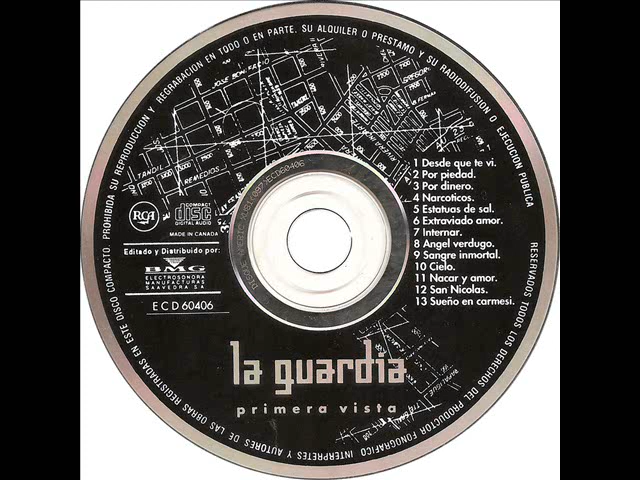 PROHIBIDA SU REPRODUCCION Y REGRABACION EN TODO O EN PARTE. SU ALQUILER O PRESTAMO Y SU RADIODIFUSION O EJECUCION PUBLICA
RESERVADOS TODOS LOS DERECHOS DEL PRODUCTOR FONOGRAFICO INTERPRETES Y AUTORES DE LAS OBRAS REGISTRADAS EN ESTE DISCO COMPACTO.
JOSE BON
TANDIL
REMEDIOS
RCA
COMPACT
disc
DIGITAL AUDIO
MADE IN CANADA
Editado y Distribuido por:
BMG
ELECTROSONORA
MANUFACTURAS
SAAVEDRA SA
ECD 60406
1 Desde que te vi.
2 Por piedad.
3 Por dinero.
4 Narcoticos.
5 Estatuas de sal.
6 Extraviado amor.
7 Internar.
8 Angel verdugo.
9 Sangre inmortal.
10 Cielo.
11 Nacar y amor.
12 San Nicolas.
13 Sueño en carmesi.
la guardia
primera vista